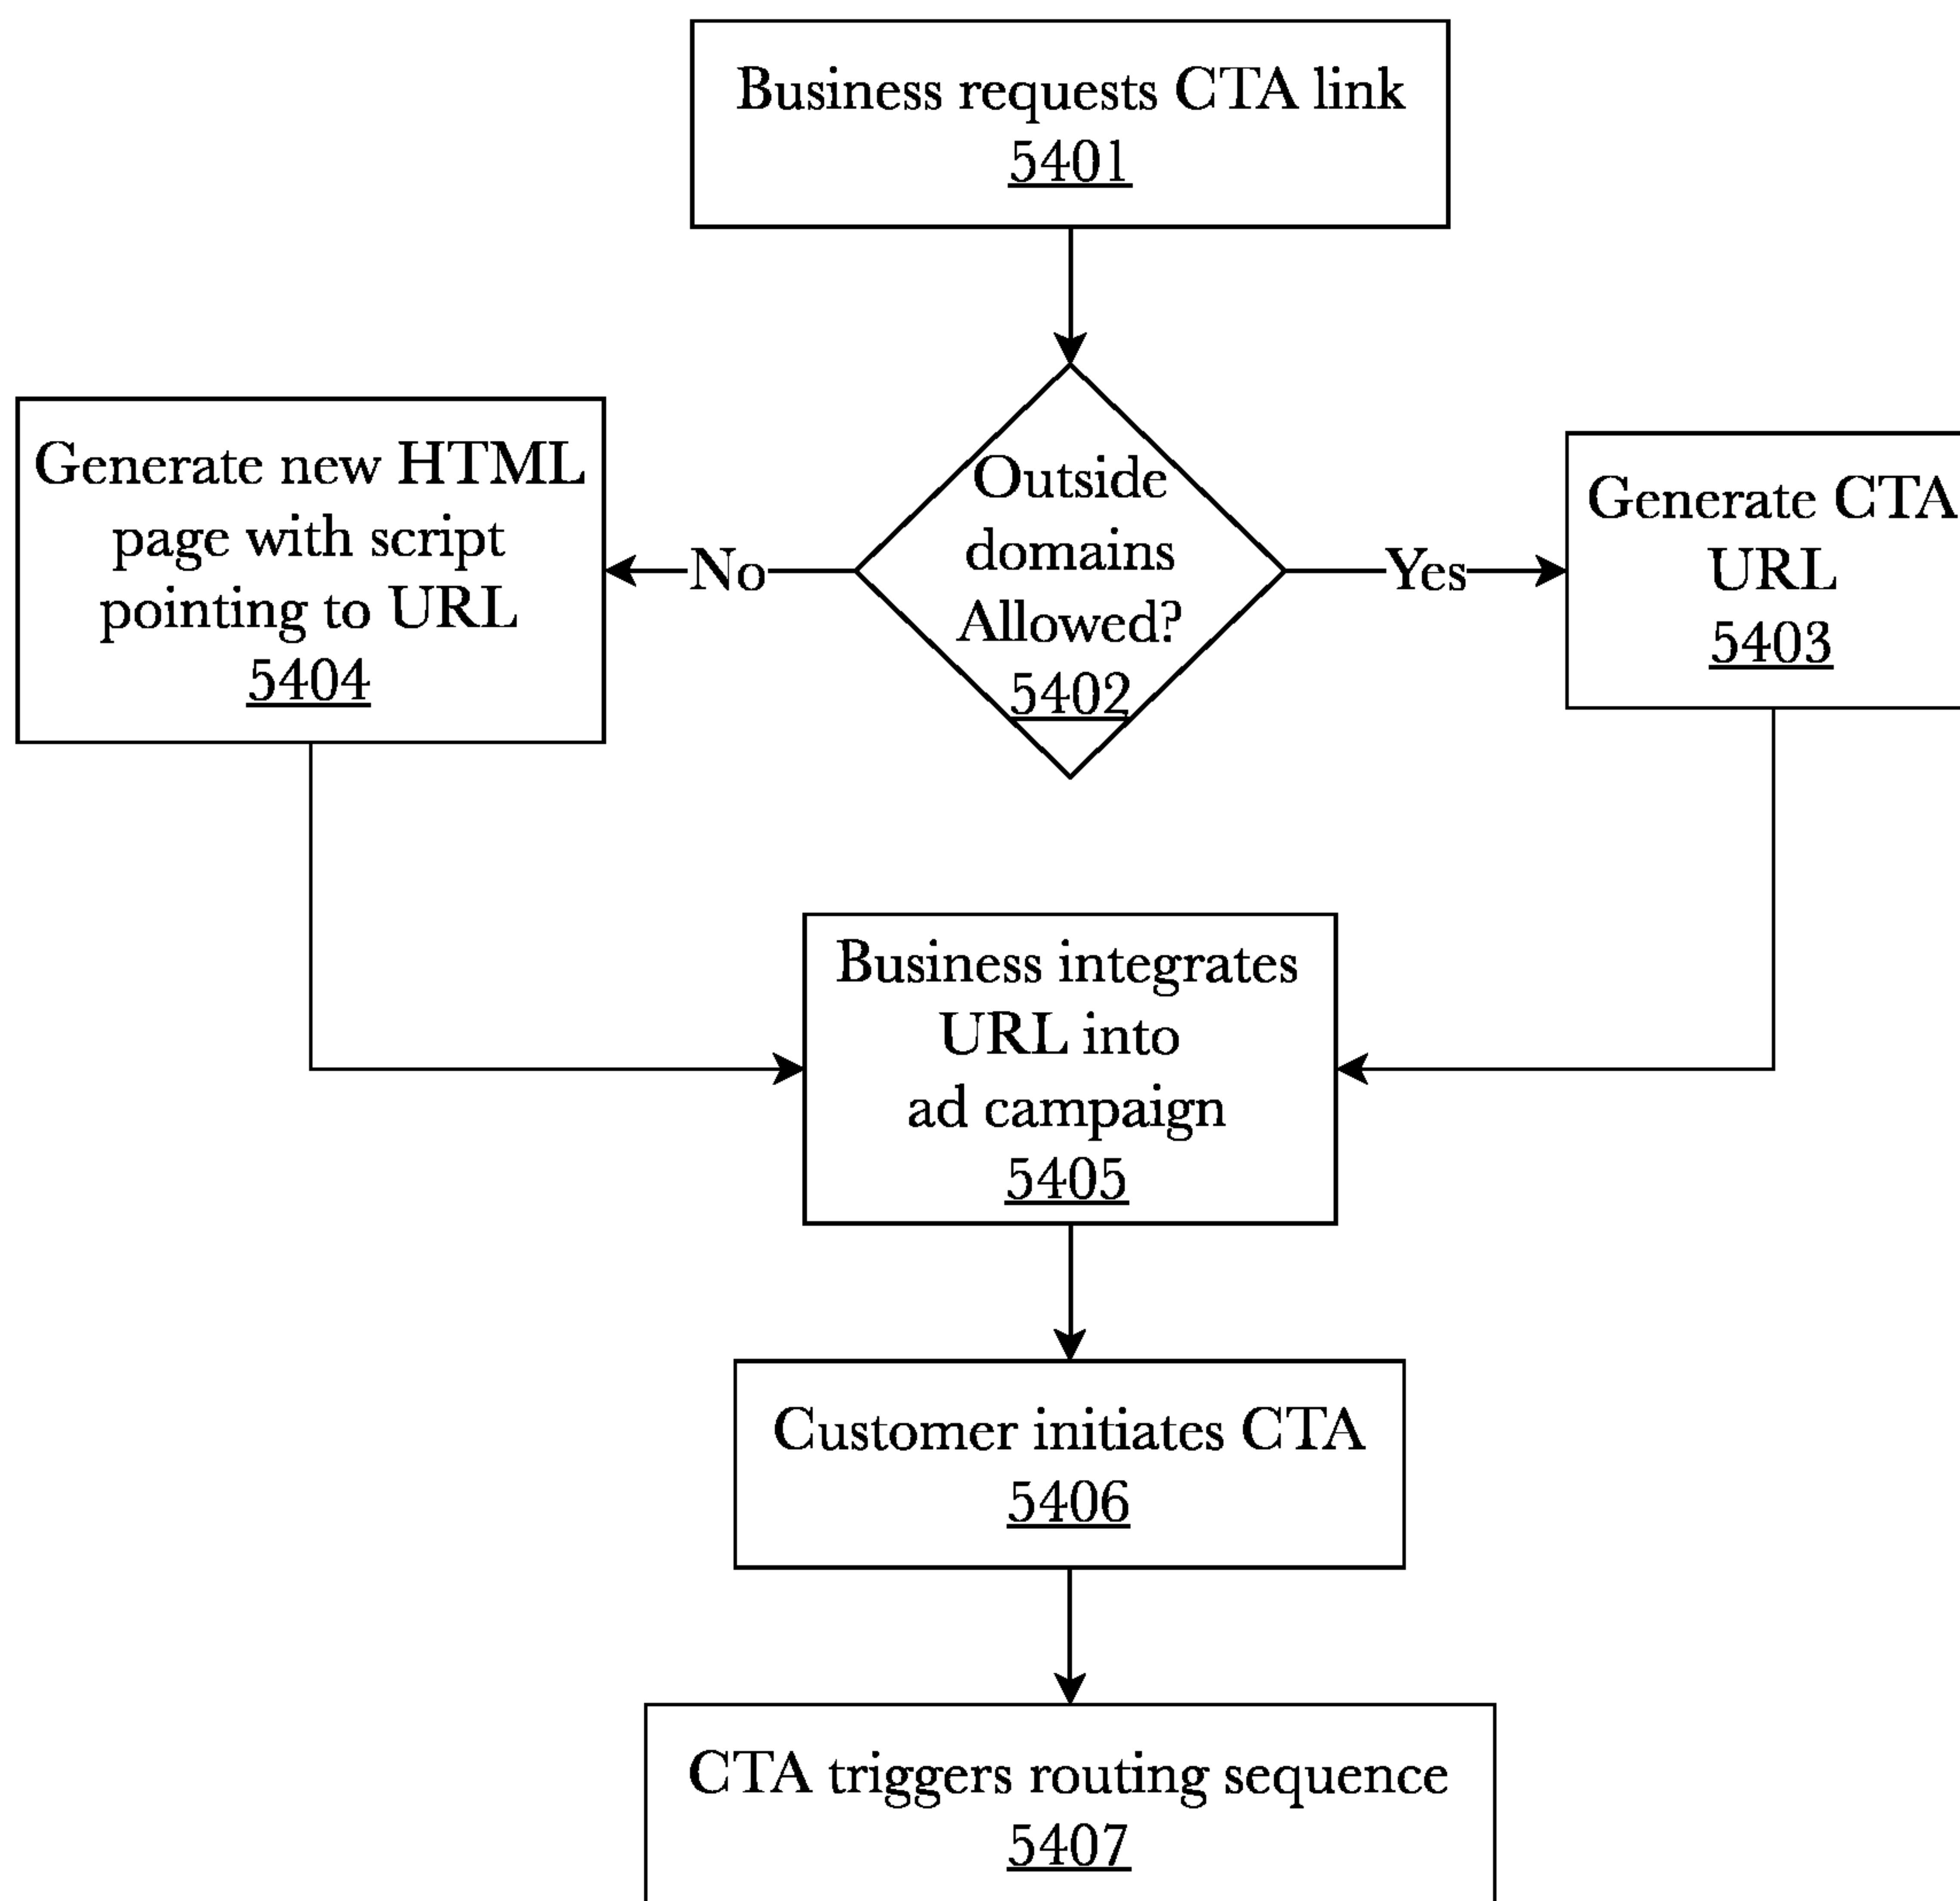 Business requests CTA link
5401
Outside
domains
Allowed?
5402
No
Yes
Generate new HTML
page with script
pointing to URL
5404
Generate CTA
URL
5403
Business integrates
URL into
ad campaign
5405
Customer initiates CTA
5406
CTA triggers routing sequence
5407